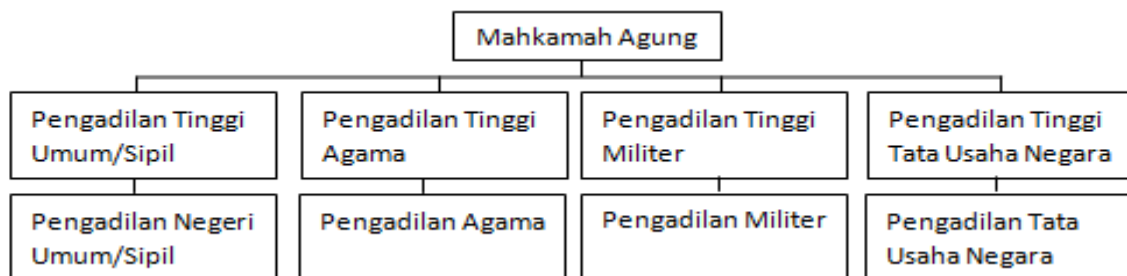 Mahkamah Agung
Pengadilan Tinggi
Umum/Sipil
Pengadilan Tinggi
Agama
Pengadilan Tinggi
Militer
Pengadilan Tinggi
Tata Usaha Negara
Pengadilan Negeri
Umum/Sipil
Pengadilan Agama
Pengadilan Militer
Pengadilan Tata
Usaha Negara